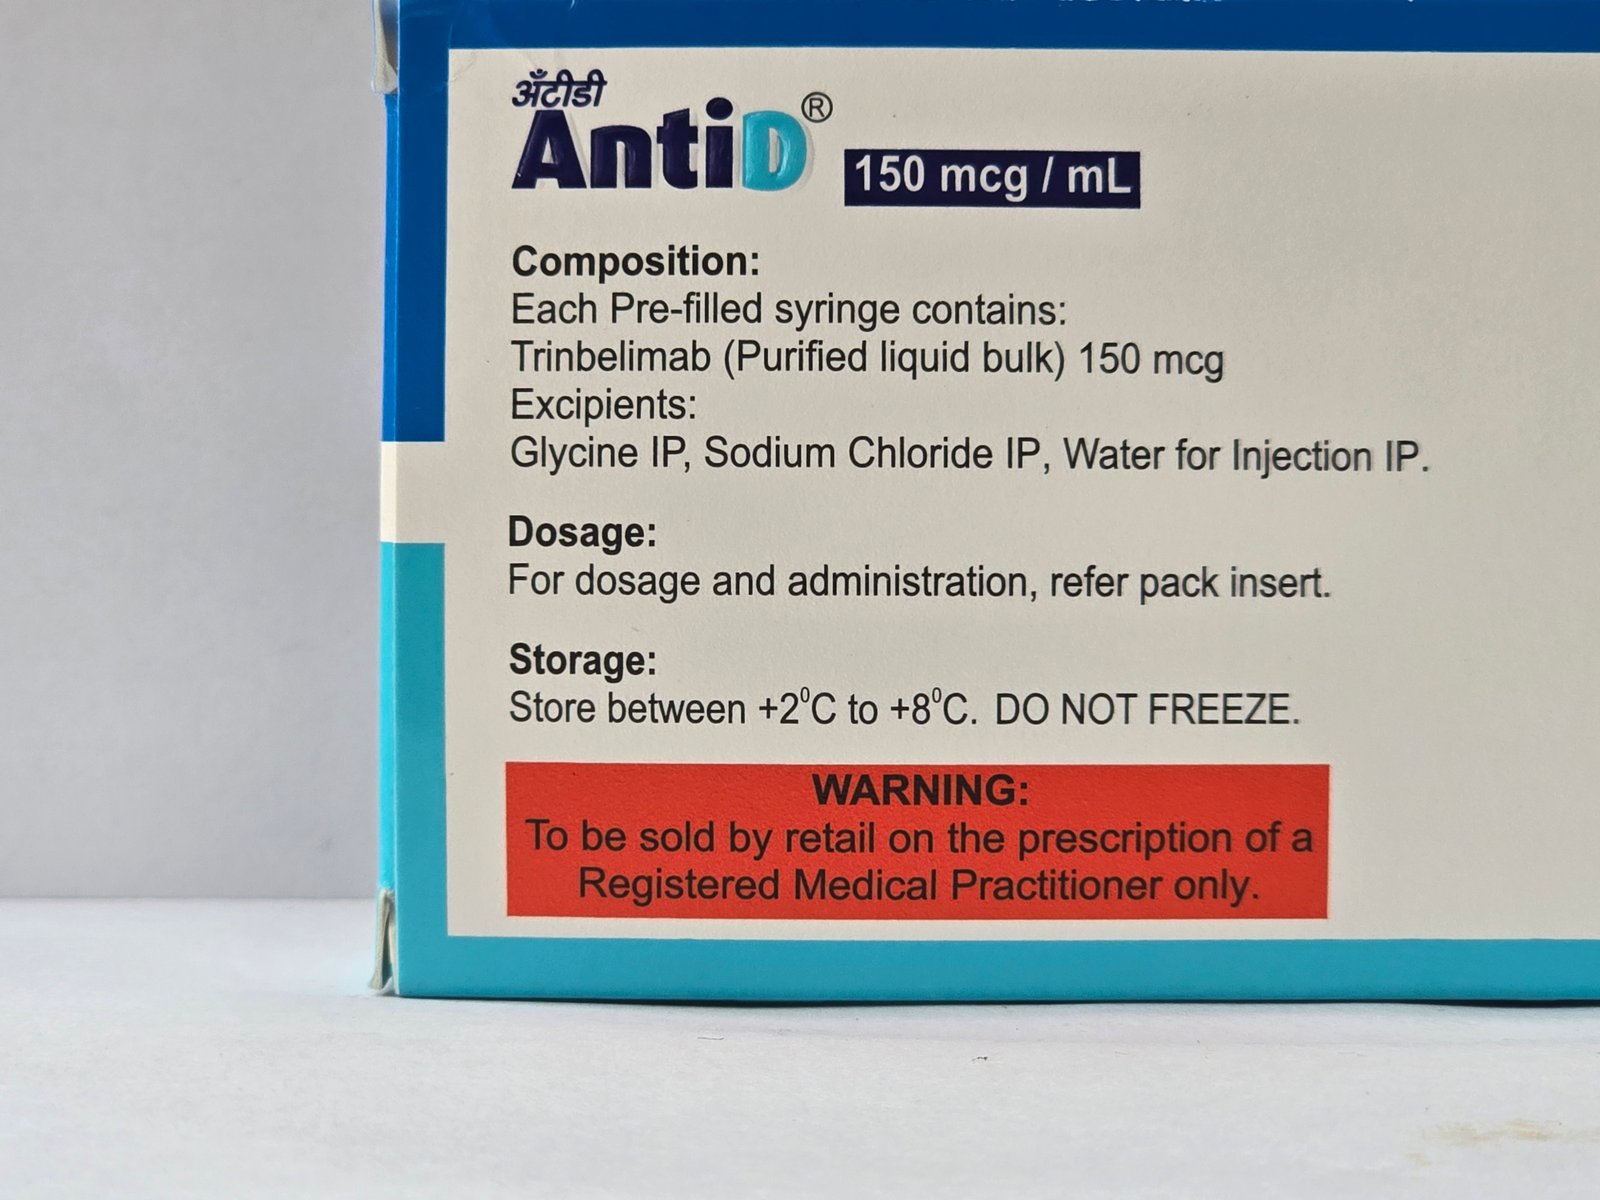 अँटीडी
AntiD®
150 mcg / mL
Composition:
Each Pre-filled syringe contains:
Trinbelimab (Purified liquid bulk) 150 mcg
Excipients:
Glycine IP, Sodium Chloride IP, Water for Injection IP.
Dosage:
For dosage and administration, refer pack insert.
Storage:
Store between +2⁰C to +8⁰C. DO NOT FREEZE.
WARNING:
To be sold by retail on the prescription of a
Registered Medical Practitioner only.